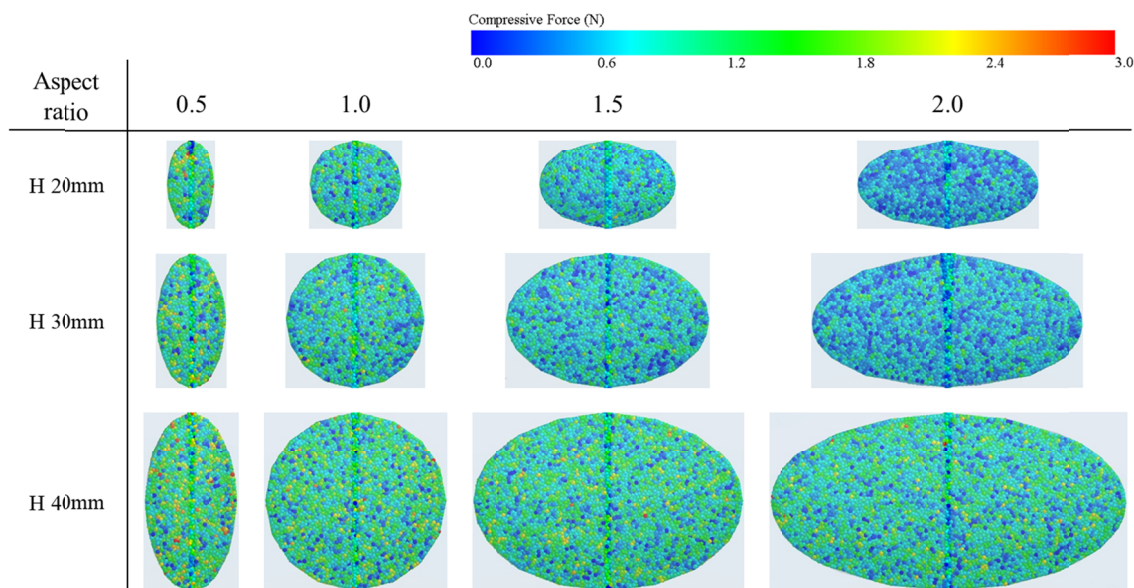 Compressive Force (N)
0.0 0.6 1.2 1.8 2.4 3.0
Aspect
ratio
0.5 1.0 1.5 2.0
H 20mm
H 30mm
H 40mm